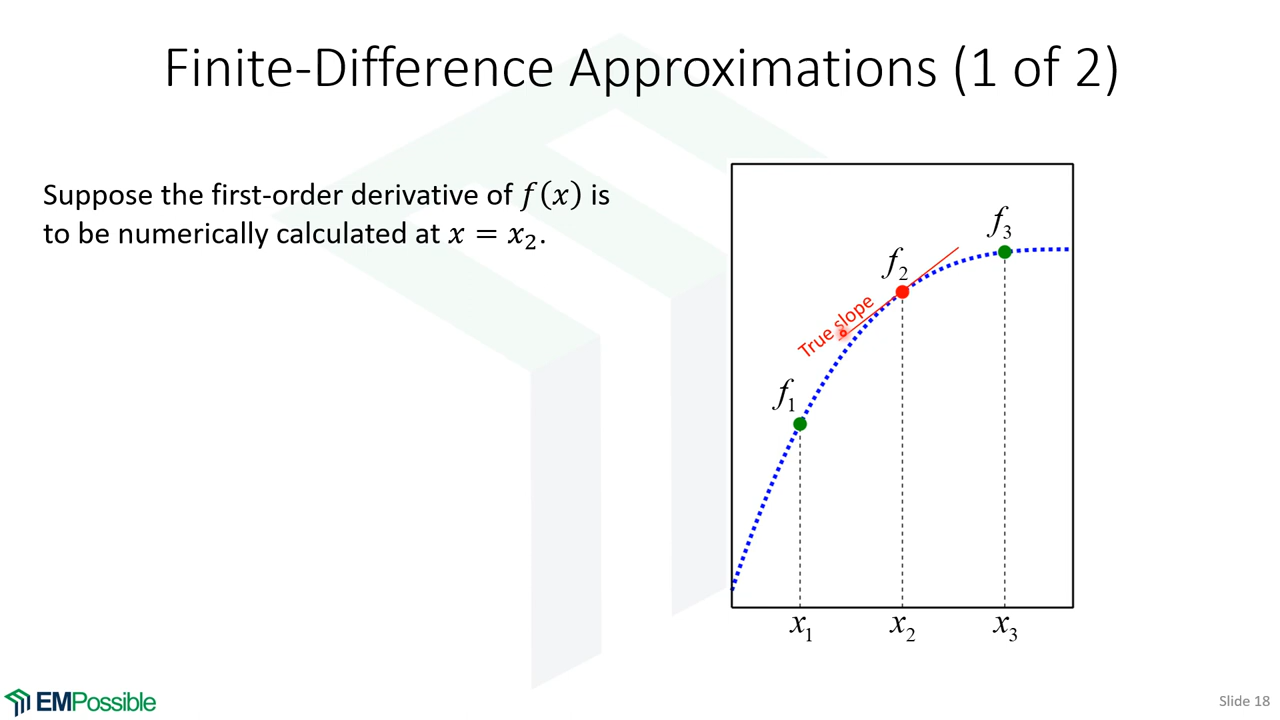 Finite-Difference Approximations (1 of 2)
Suppose the first-order derivative of f(x) is
to be numerically calculated at x = x₂.
f₃
f₂
True slope
f₁
x₁ x₂ x₃
EMPossible
Slide 18